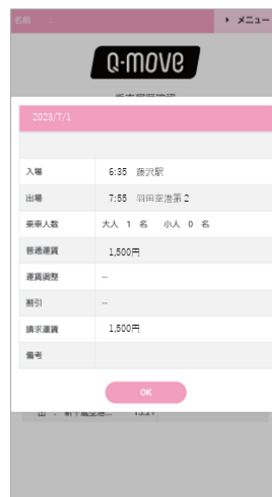 名前 :
メニュー
Q-move
2023/7/1
入場 6:35 藤沢駅
出場 7:55 羽田空港第2
乗車人数 大人 1 名 小人 0 名
普通運賃 1,500円
運賃調整 --
割引 --
請求運賃 1,500円
備考
OK